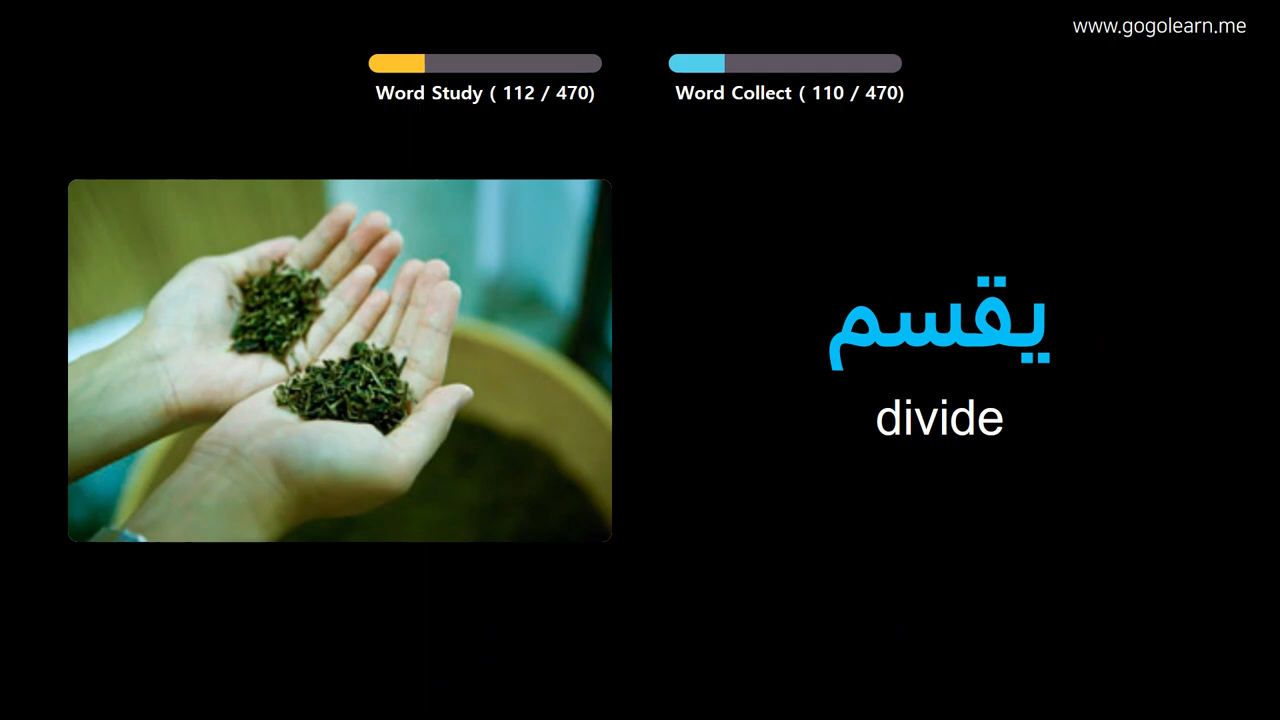 www.gogolearn.me
Word Study ( 112 / 470)
Word Collect ( 110 / 470)
يقسم
divide